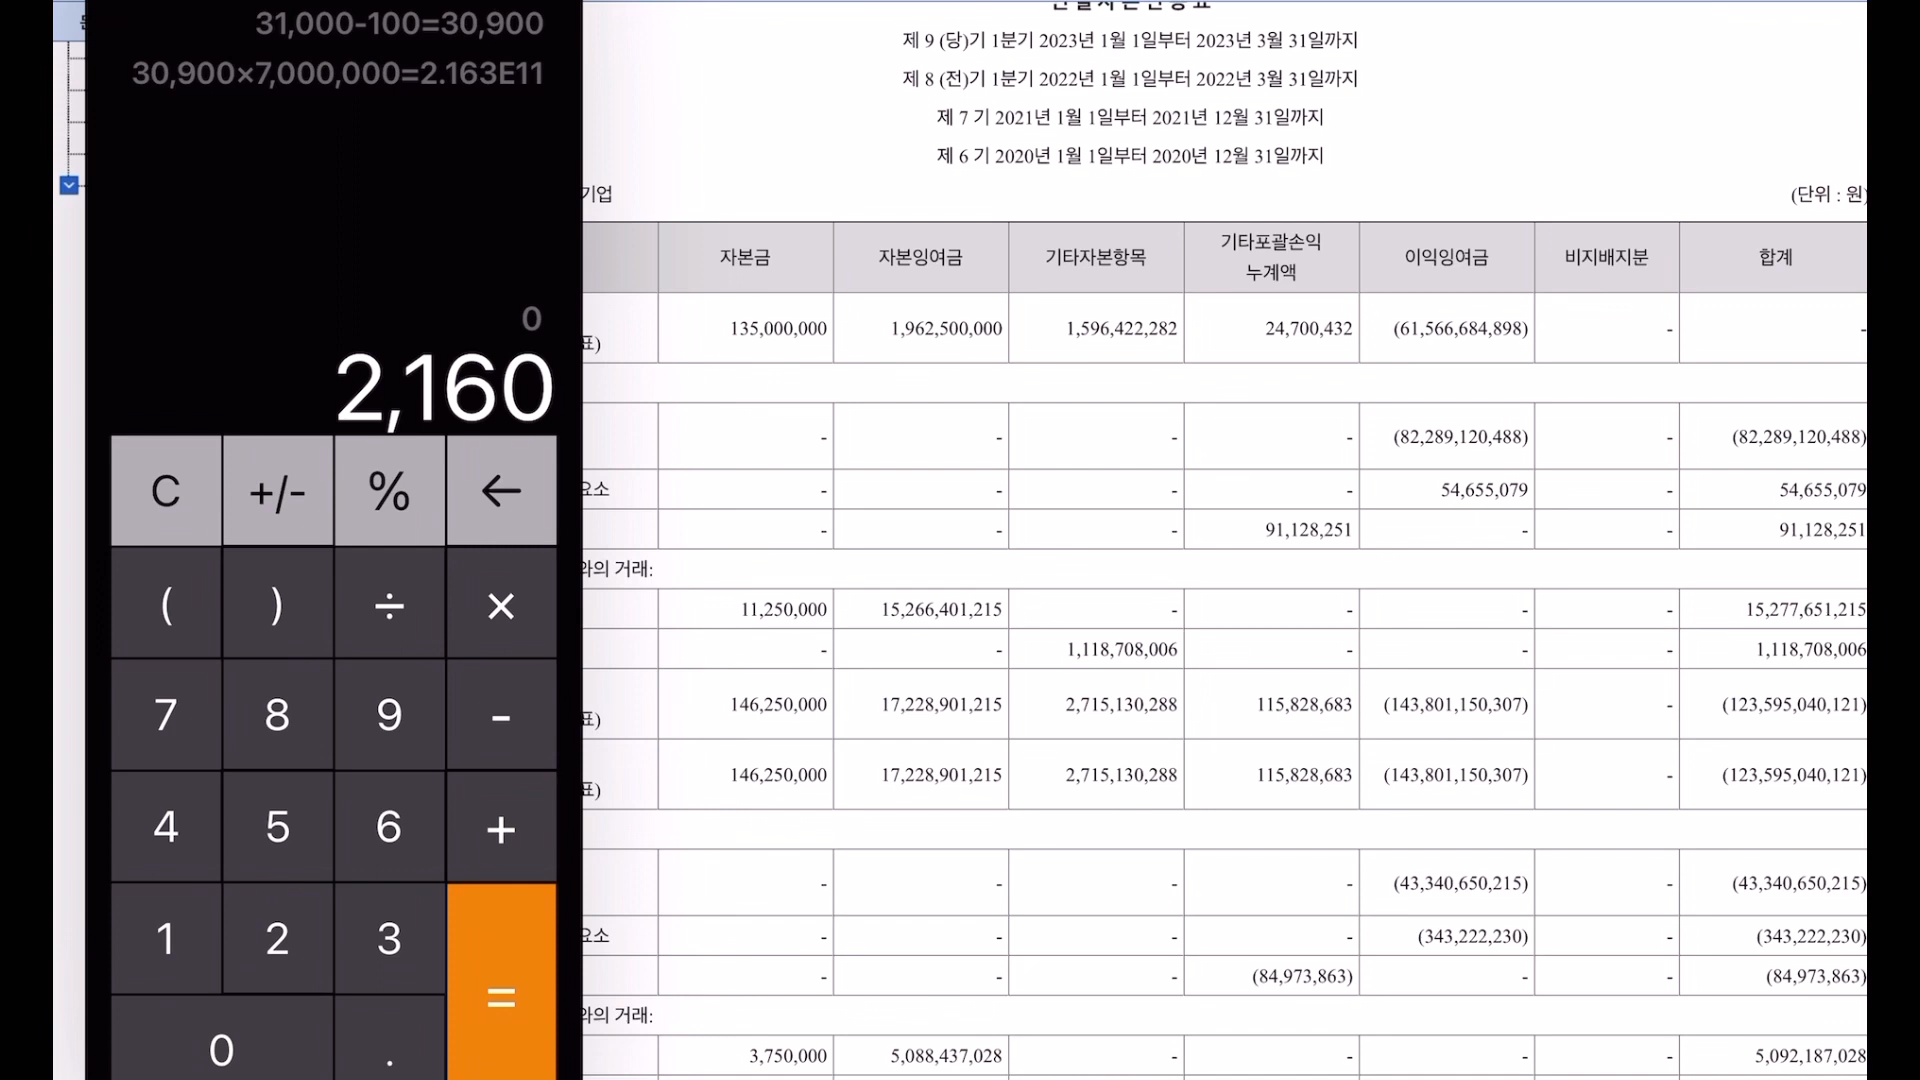 31,000-100=30,900
30,900×7,000,000=2.163E11
0
2,160
C +/- % ←
( ) ÷ ×
7 8 9 -
4 5 6 +
1 2 3 =
0 .
제 9 (당)기 1분기 2023년 1월 1일부터 2023년 3월 31일까지
제 8 (전)기 1분기 2022년 1월 1일부터 2022년 3월 31일까지
제 7 기 2021년 1월 1일부터 2021년 12월 31일까지
제 6 기 2020년 1월 1일부터 2020년 12월 31일까지
기업 (단위 : 원)
자본금 자본잉여금 기타자본항목 기타포괄손익 누계액 이익잉여금 비지배지분 합계
표) 135,000,000 1,962,500,000 1,596,422,282 24,700,432 (61,566,684,898) - -
- - - - (82,289,120,488) - (82,289,120,488)
요소 - - - - 54,655,079 - 54,655,079
- - - 91,128,251 - - 91,128,251
와의 거래:
11,250,000 15,266,401,215 - - - - 15,277,651,215
- - 1,118,708,006 - - - 1,118,708,006
표) 146,250,000 17,228,901,215 2,715,130,288 115,828,683 (143,801,150,307) - (123,595,040,121)
표) 146,250,000 17,228,901,215 2,715,130,288 115,828,683 (143,801,150,307) - (123,595,040,121)
- - - - (43,340,650,215) - (43,340,650,215)
요소 - - - - (343,222,230) - (343,222,230)
- - - (84,973,863) - - (84,973,863)
와의 거래:
3,750,000 5,088,437,028 - - - - 5,092,187,028